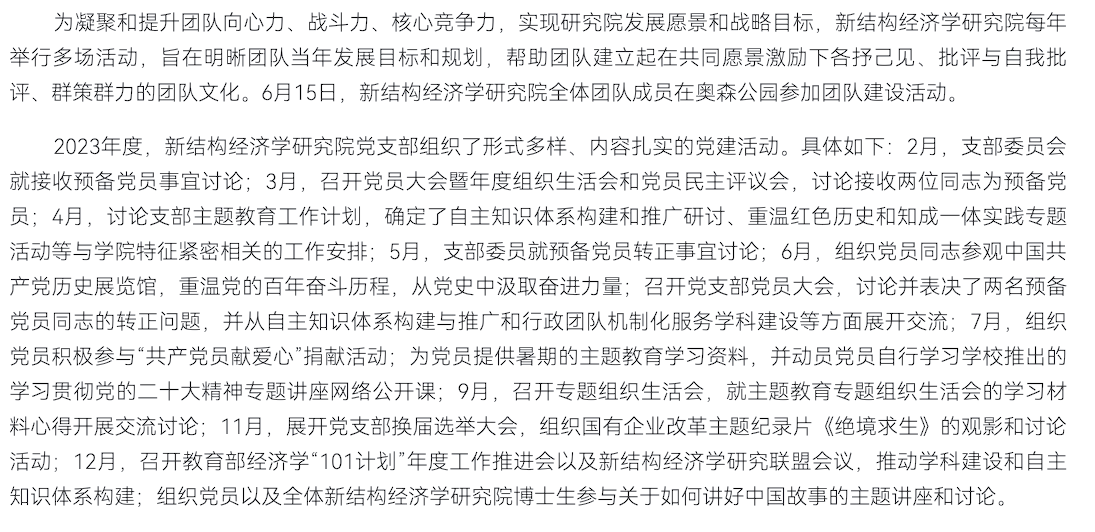 为凝聚和提升团队向心力、战斗力、核心竞争力，实现研究院发展愿景和战略目标，新结构经济学研究院每年
举行多场活动，旨在明晰团队当年发展目标和规划，帮助团队建立起在共同愿景激励下各抒己见、批评与自我批
评、群策群力的团队文化。6月15日，新结构经济学研究院全体团队成员在奥森公园参加团队建设活动。
2023年度，新结构经济学研究院党支部组织了形式多样、内容扎实的党建活动。具体如下：2月，支部委员会
就接收预备党员事宜讨论；3月，召开党员大会暨年度组织生活会和党员民主评议会，讨论接收两位同志为预备党
员；4月，讨论支部主题教育工作计划，确定了自主知识体系构建和推广研讨、重温红色历史和知成一体实践专题
活动等与学院特征紧密相关的工作安排；5月，支部委员就预备党员转正事宜讨论；6月，组织党员同志参观中国共
产党历史展览馆，重温党的百年奋斗历程，从党史中汲取奋进力量；召开党支部党员大会，讨论并表决了两名预备
党员同志的转正问题，并从自主知识体系构建与推广和行政团队机制化服务学科建设等方面展开交流；7月，组织
党员积极参与“共产党员献爱心”捐献活动；为党员提供暑期的主题教育学习资料，并动员党员自行学习学校推出的
学习贯彻党的二十大精神专题讲座网络公开课；9月，召开专题组织生活会，就主题教育专题组织生活会的学习材
料心得开展交流讨论；11月，展开党支部换届选举大会，组织国有企业改革主题纪录片《绝境求生》的观影和讨论
活动；12月，召开教育部经济学“101计划”年度工作推进会以及新结构经济学研究联盟会议，推动学科建设和自主
知识体系构建；组织党员以及全体新结构经济学研究院博士生参与关于如何讲好中国故事的主题讲座和讨论。